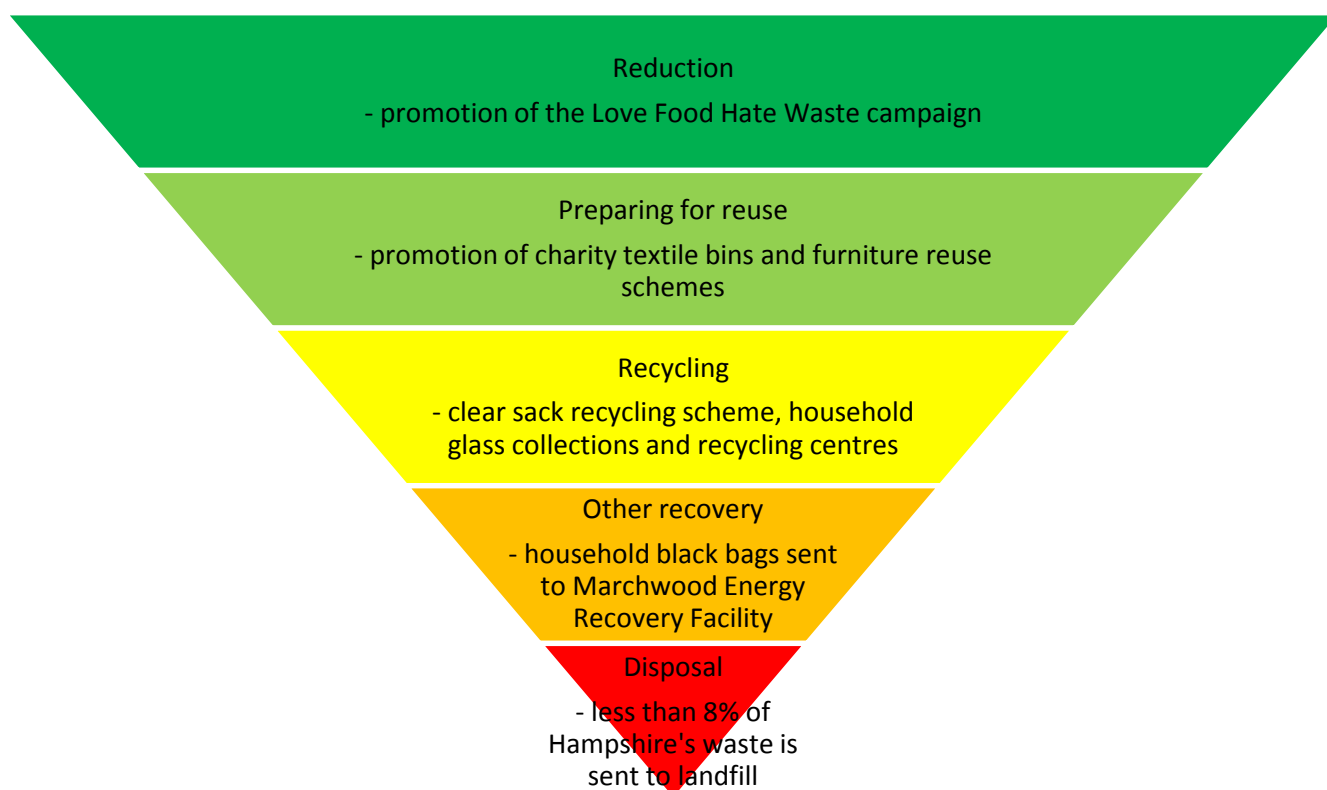 Reduction
- promotion of the Love Food Hate Waste campaign
Preparing for reuse
- promotion of charity textile bins and furniture reuse
schemes
Recycling
- clear sack recycling scheme, household
glass collections and recycling centres
Other recovery
- household black bags sent
to Marchwood Energy
Recovery Facility
Disposal
- less than 8% of
Hampshire's waste is
sent to landfill